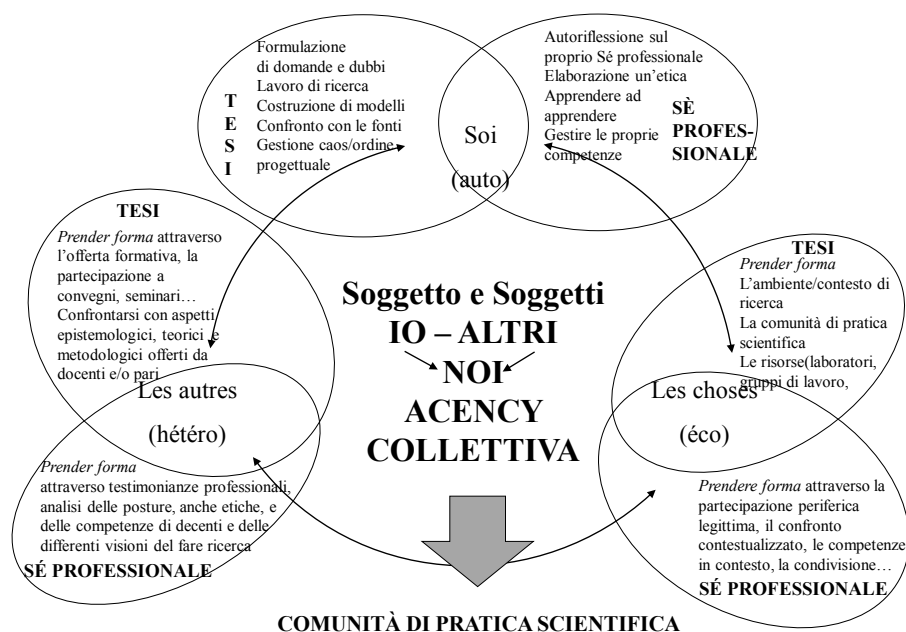 Formulazione
di domande e dubbi
Lavoro di ricerca
Costruzione di modelli
Confronto con le fonti
Gestione caos/ordine
progettuale
T
E
S
I
Soi
(auto)
Autoriflessione sul
proprio Sé professionale
Elaborazione un'etica
Apprendere ad
apprendere
Gestire le proprie
competenze
SÈ
PROFES-
SIONALE
TESI
Prender forma attraverso
l'offerta formativa, la
partecipazione a
convegni, seminari…
Confrontarsi con aspetti
epistemologici, teorici e
metodologici offerti da
docenti e/o pari
Les autres
(hétéro)
Prender forma
attraverso testimonianze professionali,
analisi delle posture, anche etiche, e
delle competenze di decenti e delle
differenti visioni del fare ricerca
SÉ PROFESSIONALE
Soggetto e Soggetti
IO – ALTRI
NOI
ACENCY
COLLETTIVA
TESI
Prender forma
L'ambiente/contesto di
ricerca
La comunità di pratica
scientifica
Le risorse(laboratori,
gruppi di lavoro,
Les choses
(éco)
Prendere forma attraverso la
partecipazione periferica
legittima, il confronto
contestualizzato, le competenze
in contesto, la condivisione…
SÉ PROFESSIONALE
COMUNITÀ DI PRATICA SCIENTIFICA